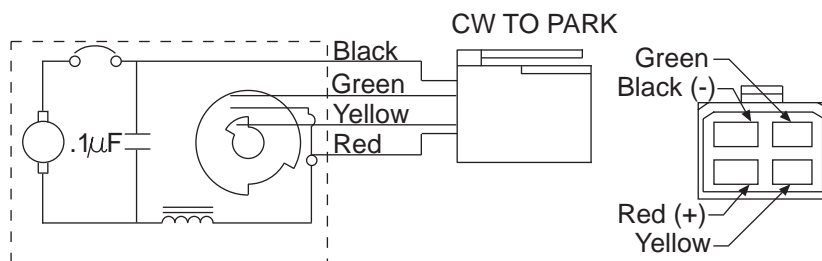 CW TO PARK
Black
Green
Yellow
Red
.1µF
Green
Black (-)
Red (+)
Yellow